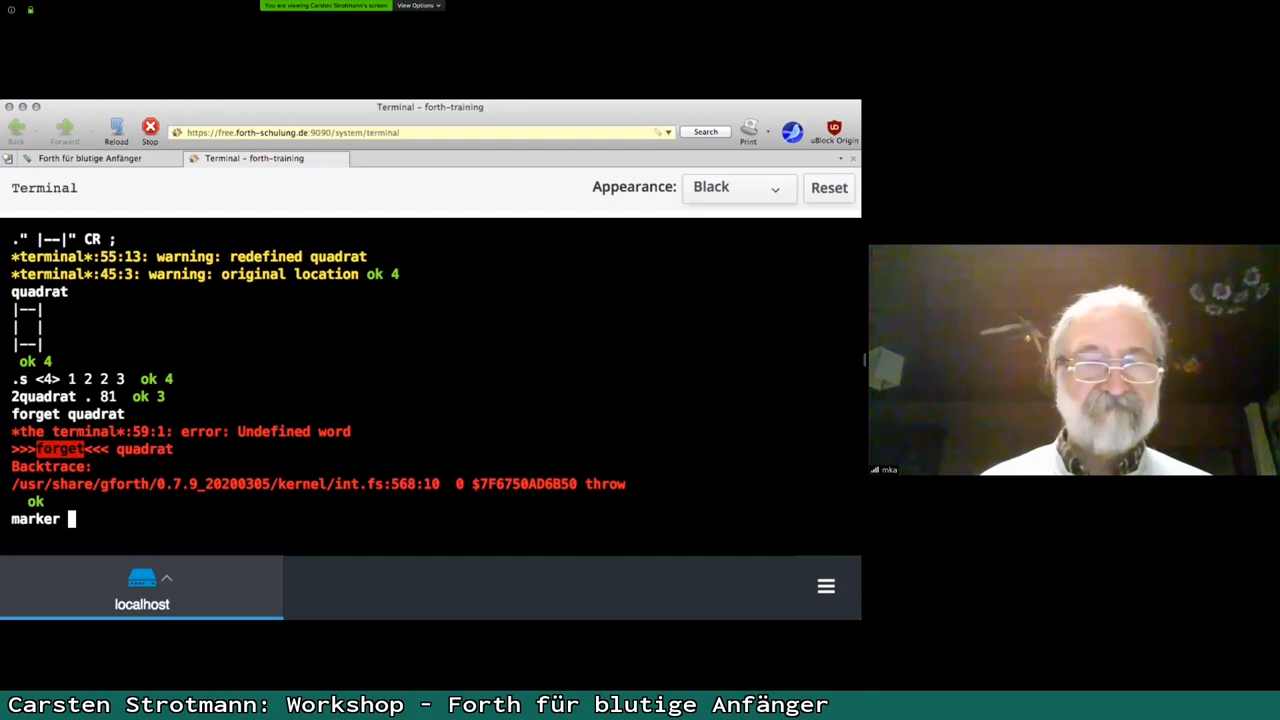 You are viewing Carsten Strotmann's screen View Options
Terminal - forth-training
Back Forward Reload Stop https://free.forth-schulung.de:9090/system/terminal Search Print uBlock Origin
Forth für blutige Anfänger Terminal - forth-training
Terminal Appearance: Black Reset
." |--|" CR ;
*terminal*:55:13: warning: redefined quadrat
*terminal*:45:3: warning: original location ok 4
quadrat
|--|
|  |
|--|
ok 4
.s <4> 1 2 2 3 ok 4
2quadrat . 81 ok 3
forget quadrat
*the terminal*:59:1: error: Undefined word
>>>forget<<< quadrat
Backtrace:
/usr/share/gforth/0.7.9_20200305/kernel/int.fs:568:10 0 $7F6750AD6B50 throw
ok
marker
mka
localhost
Carsten Strotmann: Workshop - Forth für blutige Anfänger